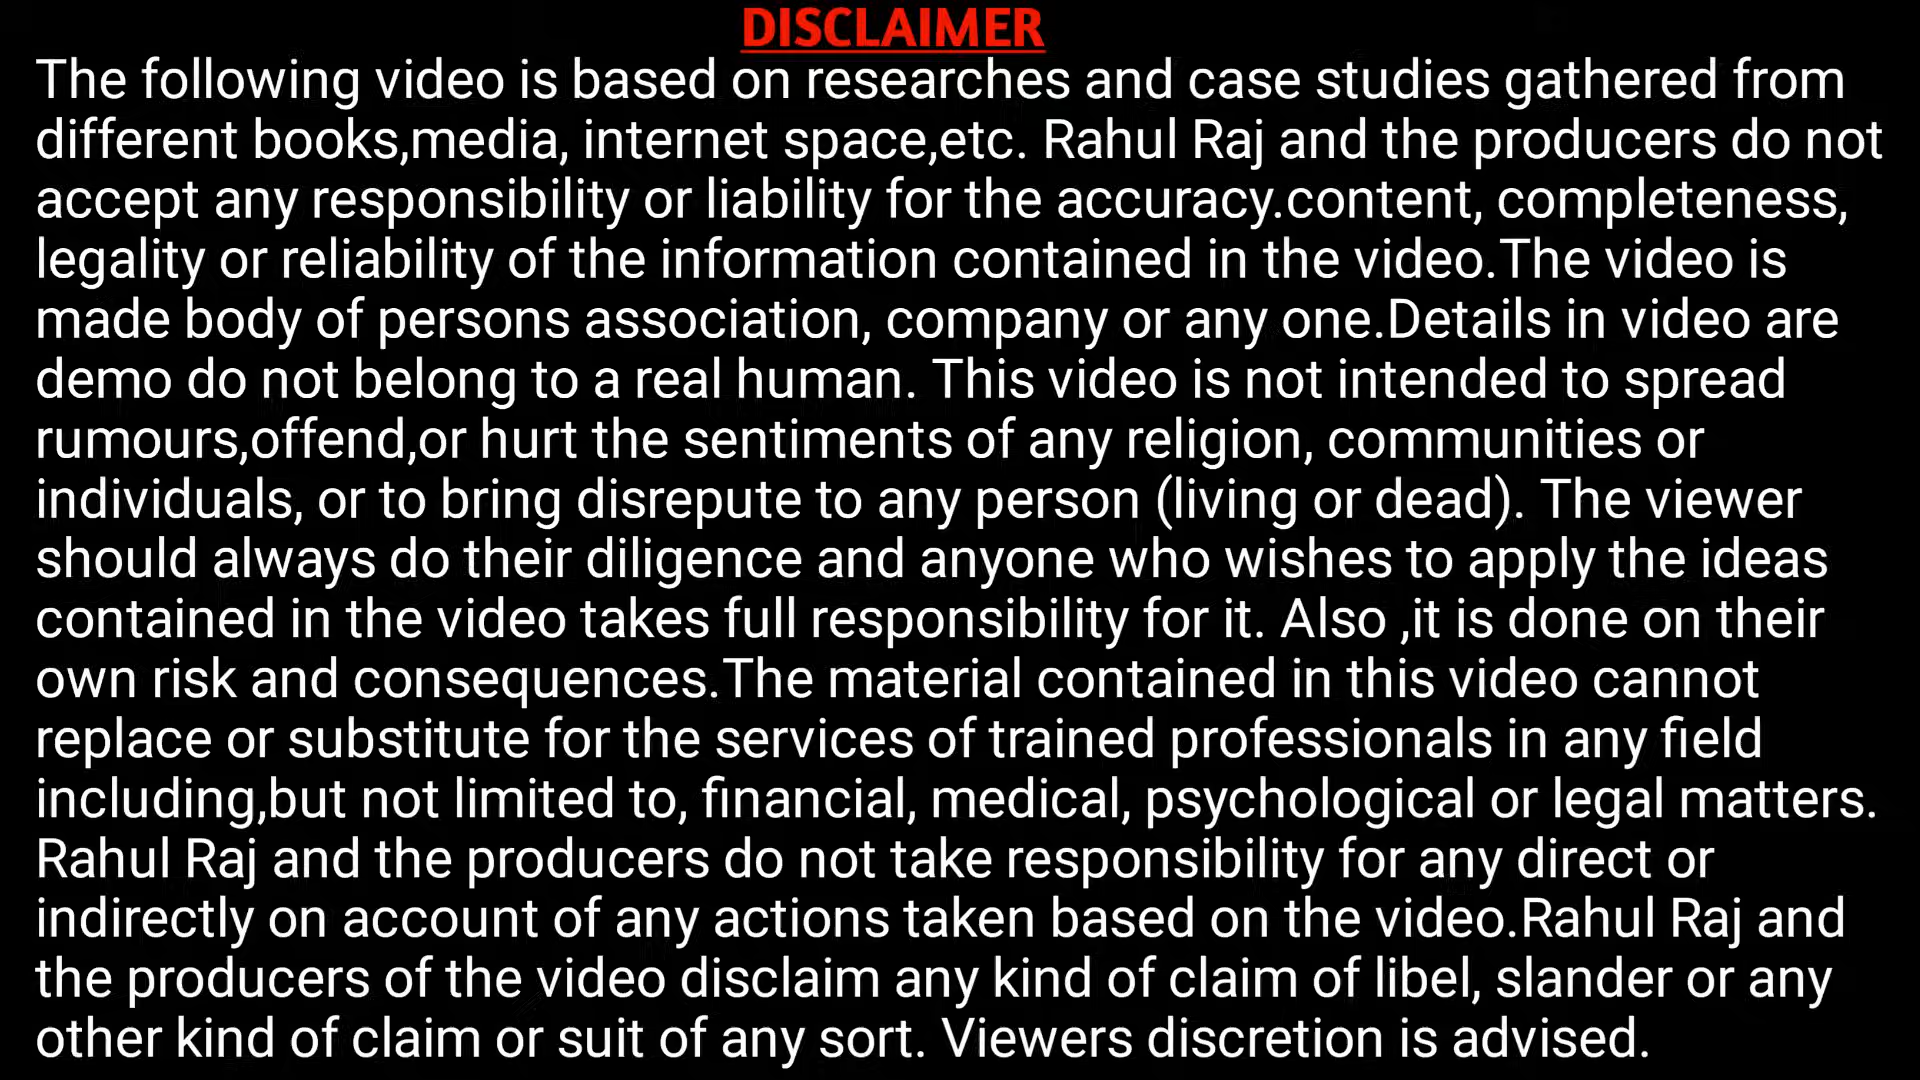 DISCLAIMER
The following video is based on researches and case studies gathered from
different books,media, internet space,etc. Rahul Raj and the producers do not
accept any responsibility or liability for the accuracy.content, completeness,
legality or reliability of the information contained in the video.The video is
made body of persons association, company or any one.Details in video are
demo do not belong to a real human. This video is not intended to spread
rumours,offend,or hurt the sentiments of any religion, communities or
individuals, or to bring disrepute to any person (living or dead). The viewer
should always do their diligence and anyone who wishes to apply the ideas
contained in the video takes full responsibility for it. Also ,it is done on their
own risk and consequences.The material contained in this video cannot
replace or substitute for the services of trained professionals in any field
including,but not limited to, financial, medical, psychological or legal matters.
Rahul Raj and the producers do not take responsibility for any direct or
indirectly on account of any actions taken based on the video.Rahul Raj and
the producers of the video disclaim any kind of claim of libel, slander or any
other kind of claim or suit of any sort. Viewers discretion is advised.